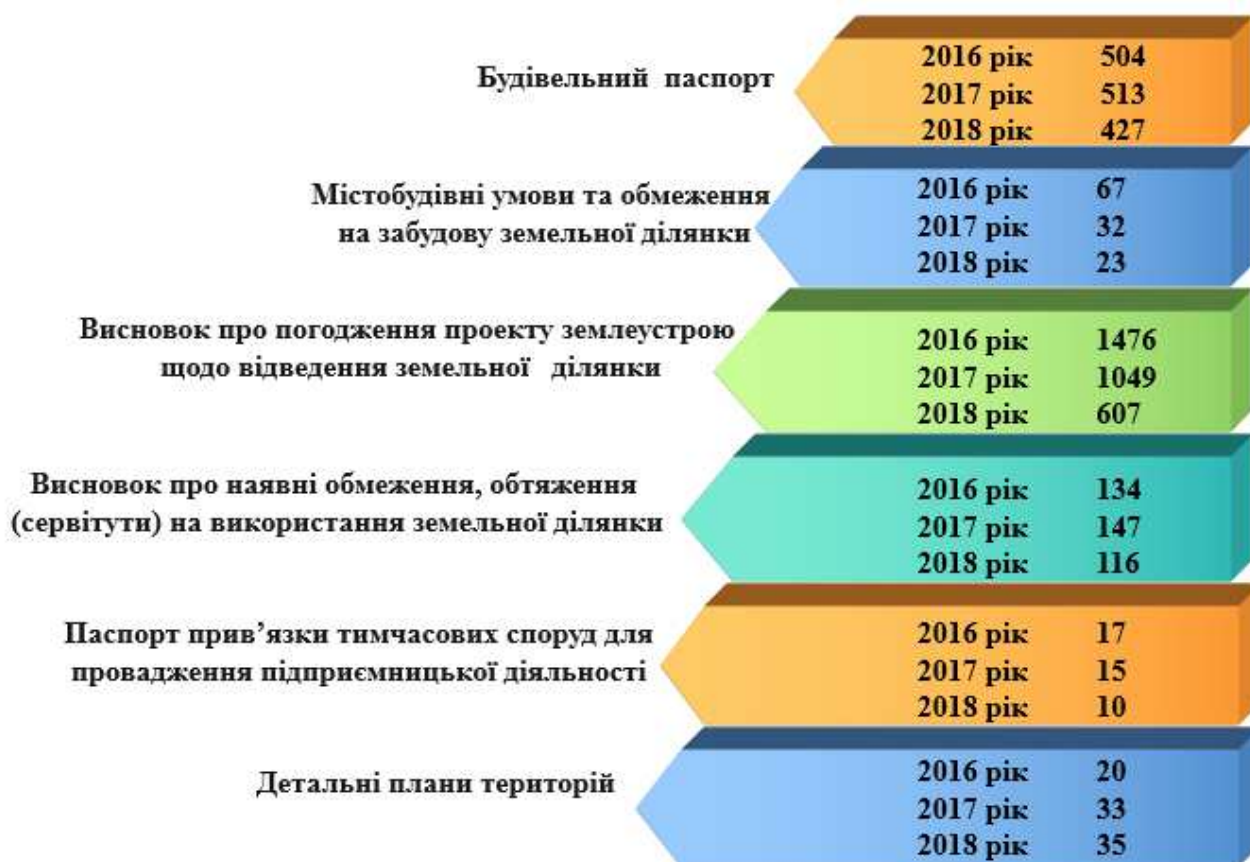 Будівельний паспорт
2016 рік 504
2017 рік 513
2018 рік 427
Містобудівні умови та обмеження
на забудову земельної ділянки
2016 рік 67
2017 рік 32
2018 рік 23
Висновок про погодження проекту землеустрою
щодо відведення земельної ділянки
2016 рік 1476
2017 рік 1049
2018 рік 607
Висновок про наявні обмеження, обтяження
(сервітути) на використання земельної ділянки
2016 рік 134
2017 рік 147
2018 рік 116
Паспорт прив’язки тимчасових споруд для
провадження підприємницької діяльності
2016 рік 17
2017 рік 15
2018 рік 10
Детальні плани територій
2016 рік 20
2017 рік 33
2018 рік 35